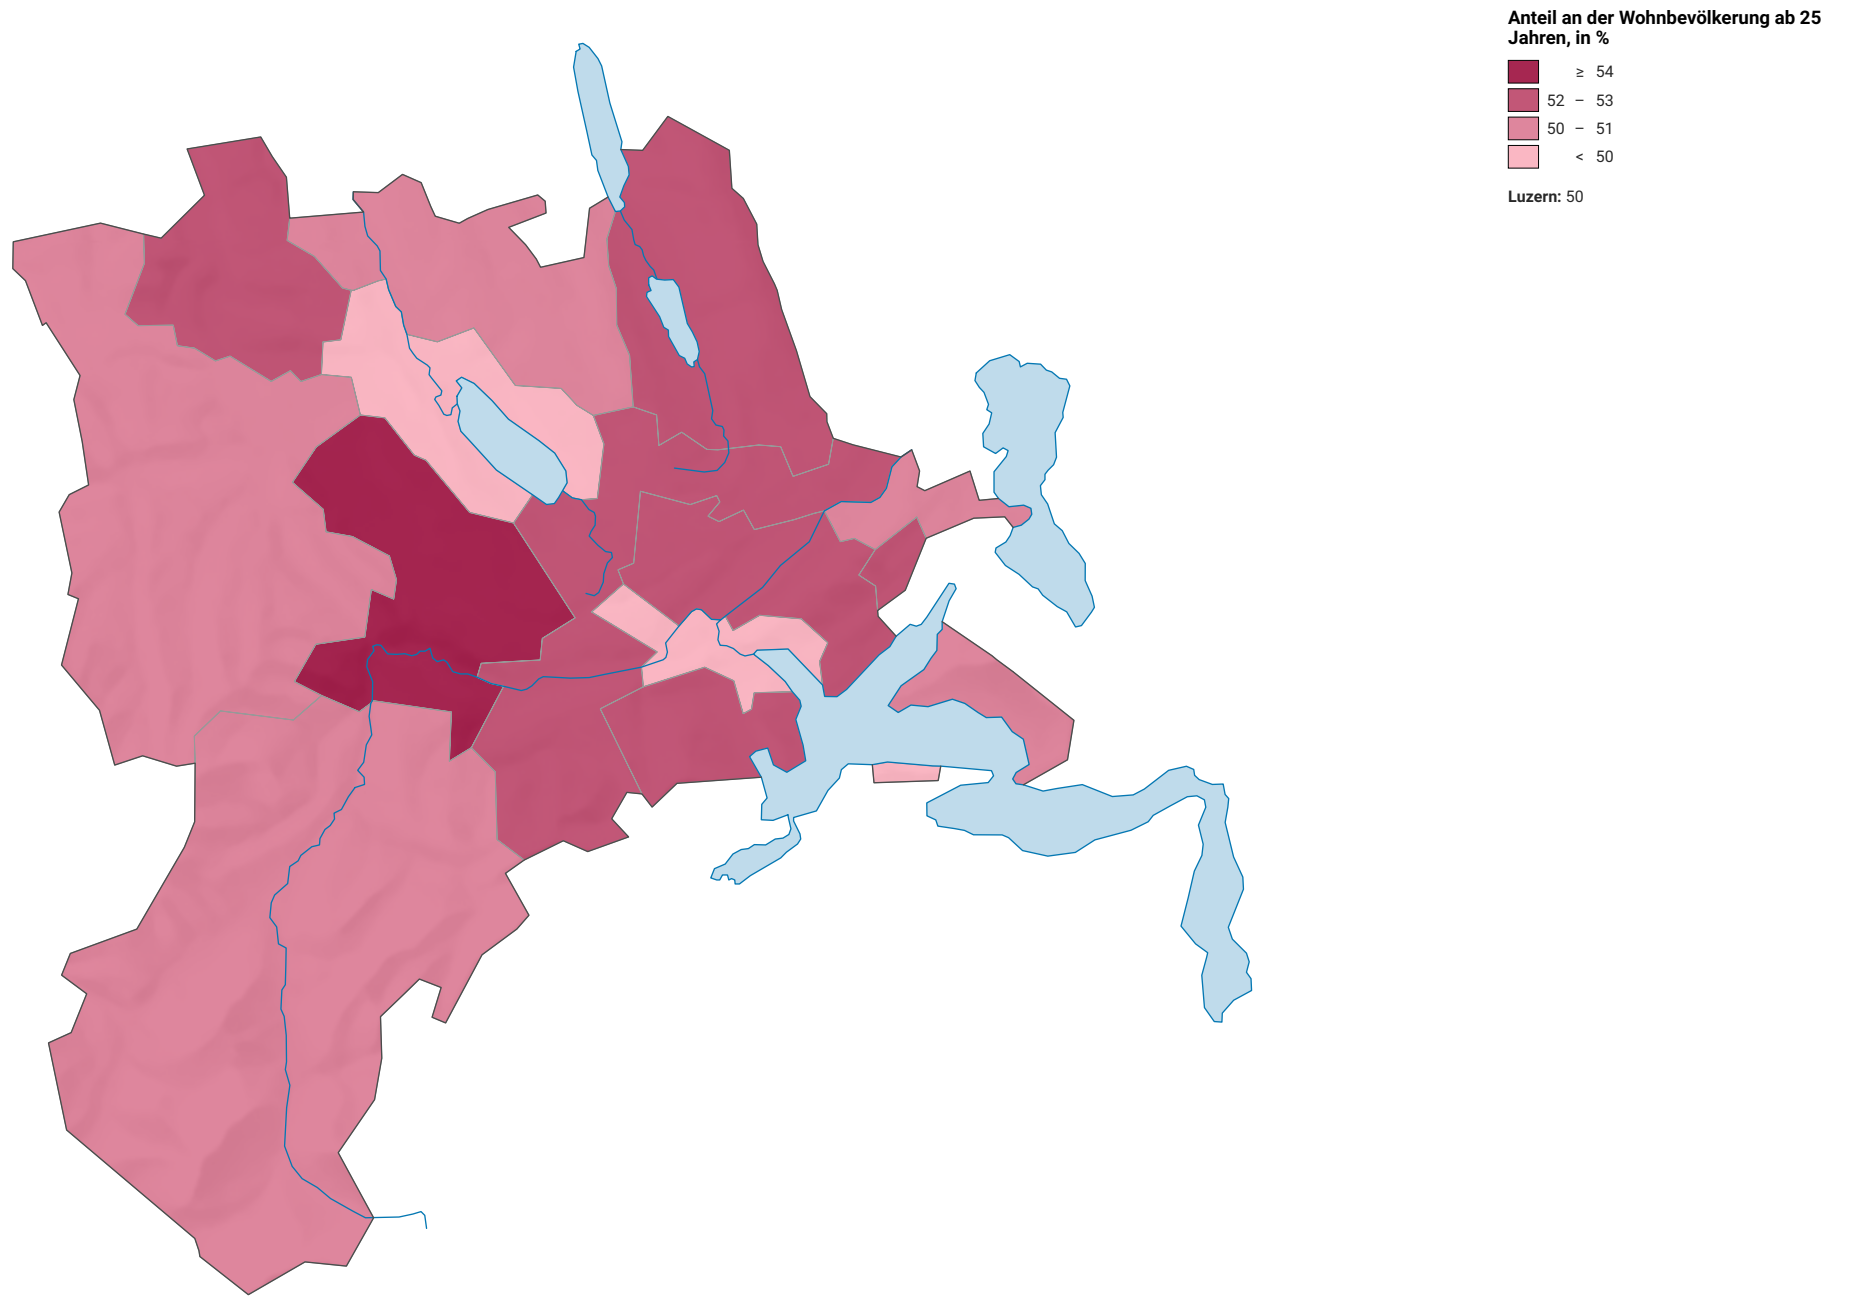 Anteil an der Wohnbevölkerung ab 25
Jahren, in %
≥ 54
52 – 53
50 – 51
< 50
Luzern: 50